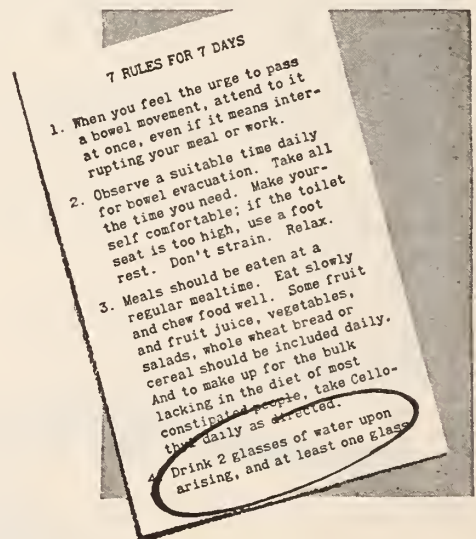 7 RULES FOR 7 DAYS
1. When you feel the urge to pass
a bowel movement, attend to it
at once, even if it means inter-
rupting your meal or work.
2. Observe a suitable time daily
for bowel evacuation. Take all
the time you need. Make your-
self comfortable; if the toilet
seat is too high, use a foot
rest. Don't strain. Relax.
3. Meals should be eaten at a
regular mealtime. Eat slowly
and chew food well. Some fruit
and fruit juice, vegetables,
salads, whole wheat bread or
cereal should be included daily.
And to make up for the bulk
lacking in the diet of most
constipated people, take Cello-
thyl daily as directed.
4. Drink 2 glasses of water upon
arising, and at least one glass